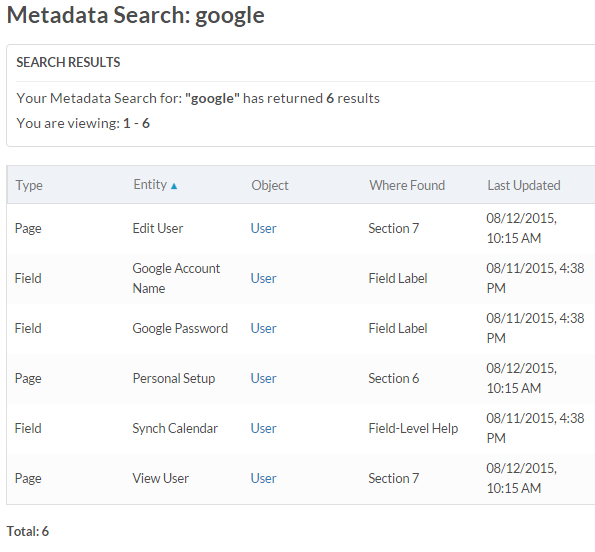 Metadata Search: google
SEARCH RESULTS
Your Metadata Search for: "google" has returned 6 results
You are viewing: 1 - 6
Type Entity ▲ Object Where Found Last Updated
Page Edit User User Section 7 08/12/2015, 10:15 AM
Field Google Account Name User Field Label 08/11/2015, 4:38 PM
Field Google Password User Field Label 08/11/2015, 4:38 PM
Page Personal Setup User Section 6 08/12/2015, 10:15 AM
Field Synch Calendar User Field-Level Help 08/11/2015, 4:38 PM
Page View User User Section 7 08/12/2015, 10:15 AM
Total: 6